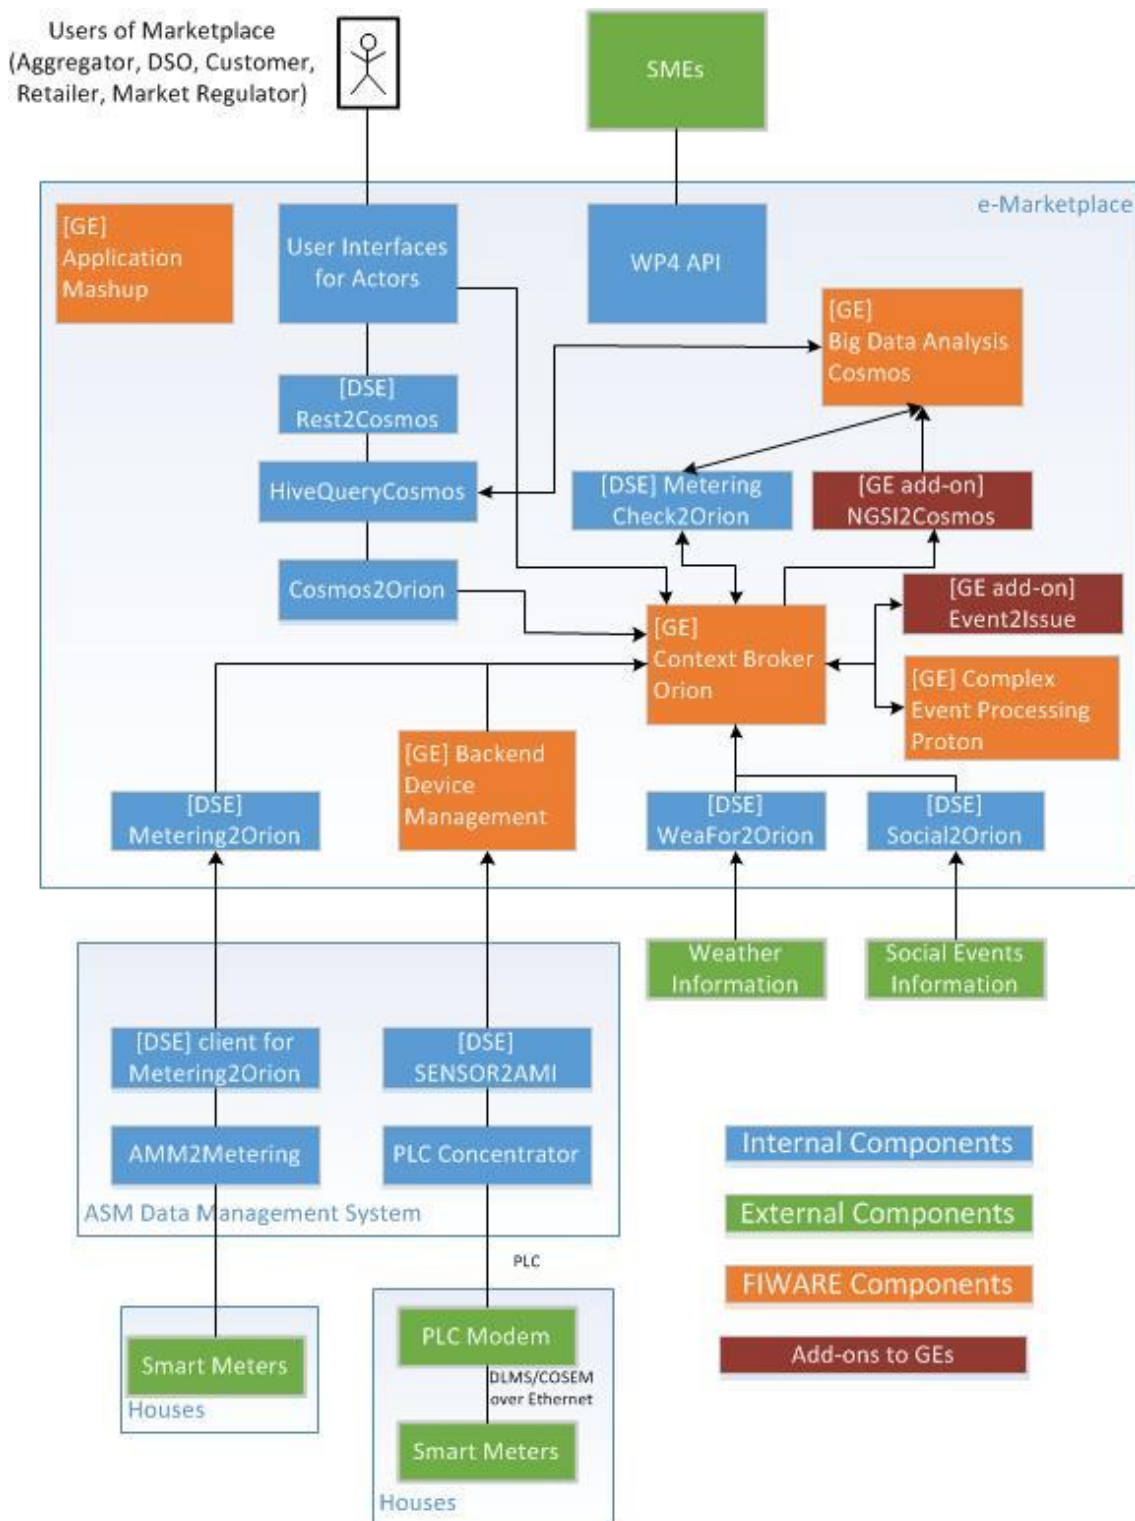 Users of Marketplace
(Aggregator, DSO, Customer,
Retailer, Market Regulator)
SMEs
e-Marketplace
[GE]
Application
Mashup
User Interfaces
for Actors
WP4 API
[GE]
Big Data Analysis
Cosmos
[DSE]
Rest2Cosmos
HiveQueryCosmos
[DSE] Metering
Check2Orion
[GE add-on]
NGSI2Cosmos
Cosmos2Orion
[GE add-on]
Event2Issue
[GE]
Context Broker
Orion
[GE] Complex
Event Processing
Proton
[GE] Backend
Device
Management
[DSE]
Metering2Orion
[DSE]
WeaFor2Orion
[DSE]
Social2Orion
Weather
Information
Social Events
Information
[DSE] client for
Metering2Orion
[DSE]
SENSOR2AMI
AMM2Metering
PLC Concentrator
ASM Data Management System
Internal Components
External Components
FIWARE Components
Add-ons to GEs
PLC
PLC Modem
Smart Meters
Houses
DLMS/COSEM
over Ethernet
Smart Meters
Houses